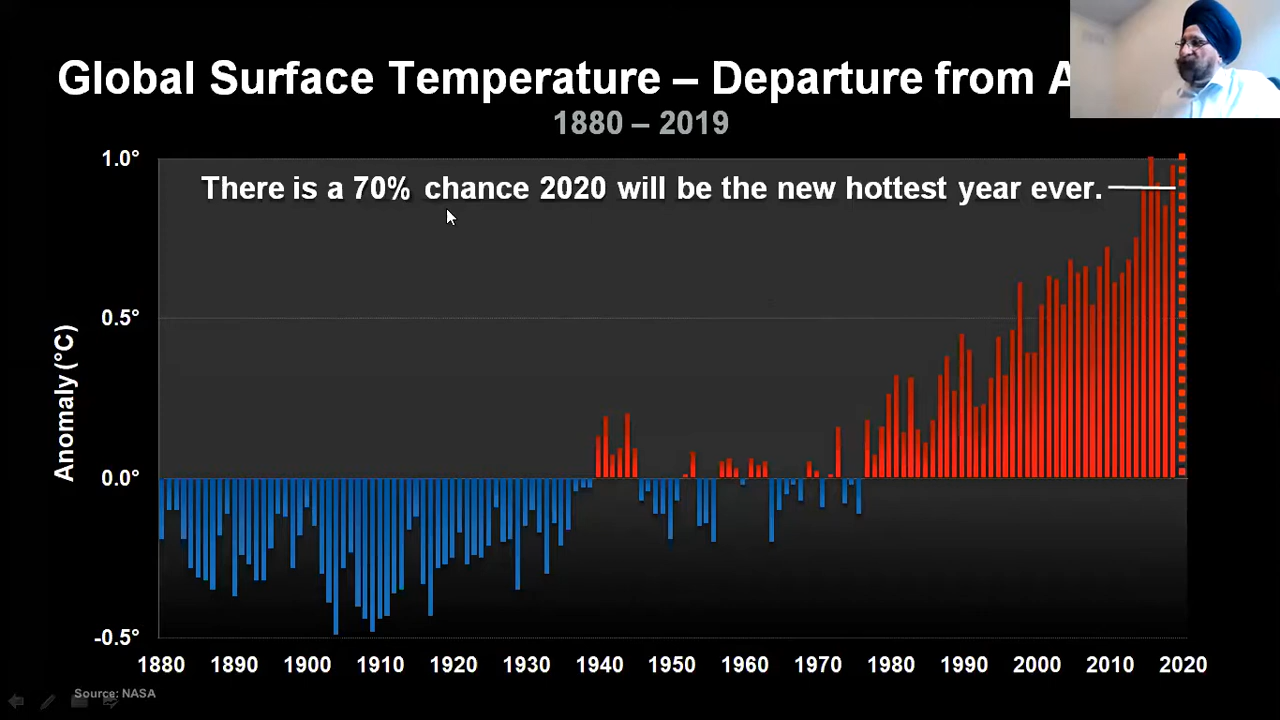 Global Surface Temperature – Departure from
1880 – 2019
1.0°
There is a 70% chance 2020 will be the new hottest year ever.
0.5°
Anomaly (°C)
0.0°
-0.5°
1880 1890 1900 1910 1920 1930 1940 1950 1960 1970 1980 1990 2000 2010 2020
Source: NASA